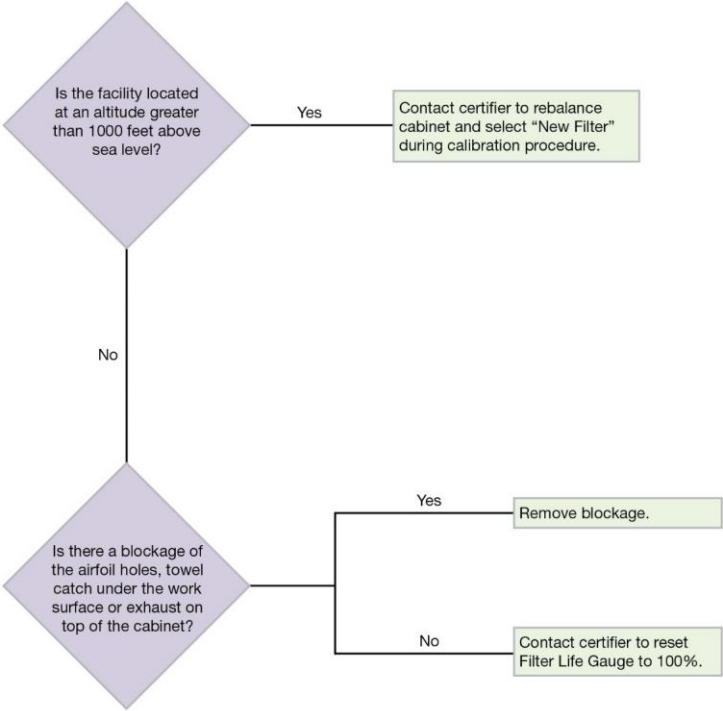 Is the facility located
at an altitude greater
than 1000 feet above
sea level?
Yes
Contact certifier to rebalance
cabinet and select “New Filter”
during calibration procedure.
No
Is there a blockage of
the airfoil holes, towel
catch under the work
surface or exhaust on
top of the cabinet?
Yes
Remove blockage.
No
Contact certifier to reset
Filter Life Gauge to 100%.